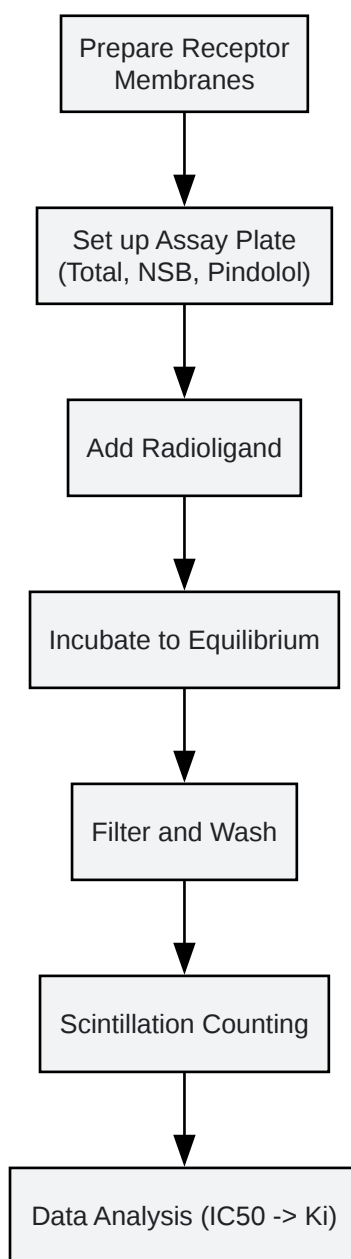 Prepare Receptor
Membranes
Set up Assay Plate
(Total, NSB, Pindolol)
Add Radioligand
Incubate to Equilibrium
Filter and Wash
Scintillation Counting
Data Analysis (IC50 -> Ki)